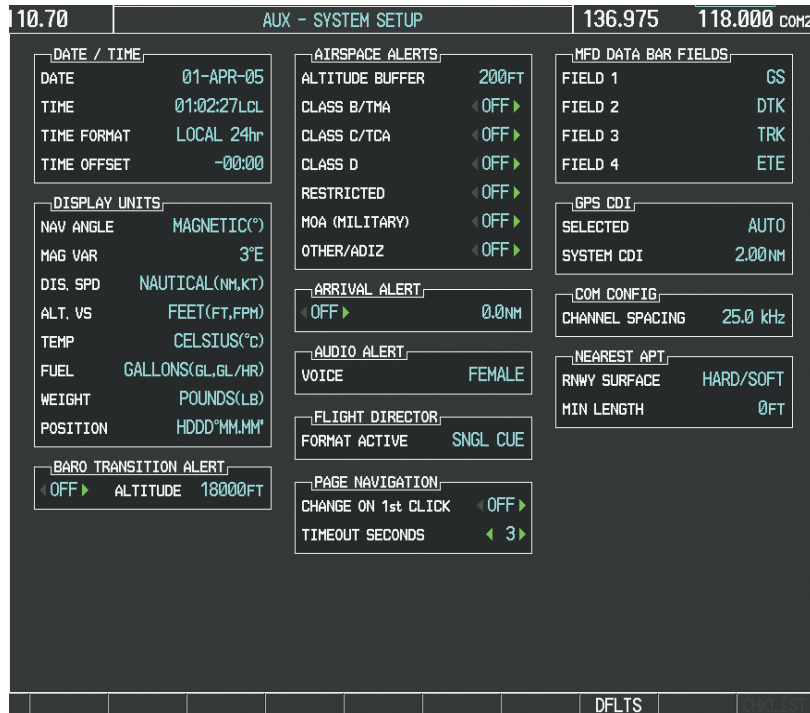 10.70 AUX - SYSTEM SETUP 136.975 118.000 COM2
DATE / TIME
DATE 01-APR-05
TIME 01:02:27LCL
TIME FORMAT LOCAL 24hr
TIME OFFSET -00:00
DISPLAY UNITS
NAV ANGLE MAGNETIC(°)
MAG VAR 3°E
DIS, SPD NAUTICAL(NM,KT)
ALT, VS FEET(FT,FPM)
TEMP CELSIUS(°C)
FUEL GALLONS(GL,GL/HR)
WEIGHT POUNDS(LB)
POSITION HDDD°MM.MM'
BARO TRANSITION ALERT
OFF ALTITUDE 18000FT
AIRSPACE ALERTS
ALTITUDE BUFFER 200FT
CLASS B/TMA OFF
CLASS C/TCA OFF
CLASS D OFF
RESTRICTED OFF
MOA (MILITARY) OFF
OTHER/ADIZ OFF
ARRIVAL ALERT
OFF 0.0NM
AUDIO ALERT
VOICE FEMALE
FLIGHT DIRECTOR
FORMAT ACTIVE SNGL CUE
PAGE NAVIGATION
CHANGE ON 1st CLICK OFF
TIMEOUT SECONDS 3
MFD DATA BAR FIELDS
FIELD 1 GS
FIELD 2 DTK
FIELD 3 TRK
FIELD 4 ETE
GPS CDI
SELECTED AUTO
SYSTEM CDI 2.00NM
COM CONFIG
CHANNEL SPACING 25.0 kHz
NEAREST APT
RNWY SURFACE HARD/SOFT
MIN LENGTH 0FT
DFLTS CHKLIST